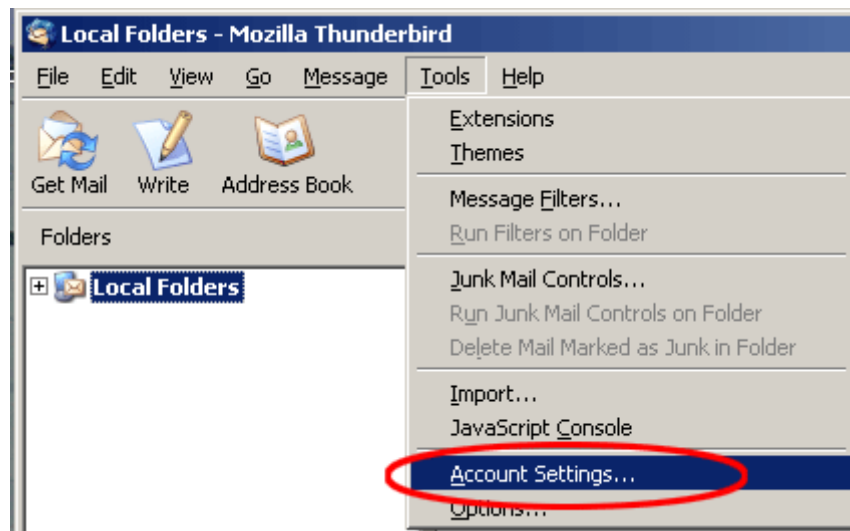 Local Folders - Mozilla Thunderbird
File Edit View Go Message Tools Help
Get Mail Write Address Book
Folders
Local Folders
Extensions
Themes
Message Filters...
Run Filters on Folder
Junk Mail Controls...
Run Junk Mail Controls on Folder
Delete Mail Marked as Junk in Folder
Import...
JavaScript Console
Account Settings...
Options...